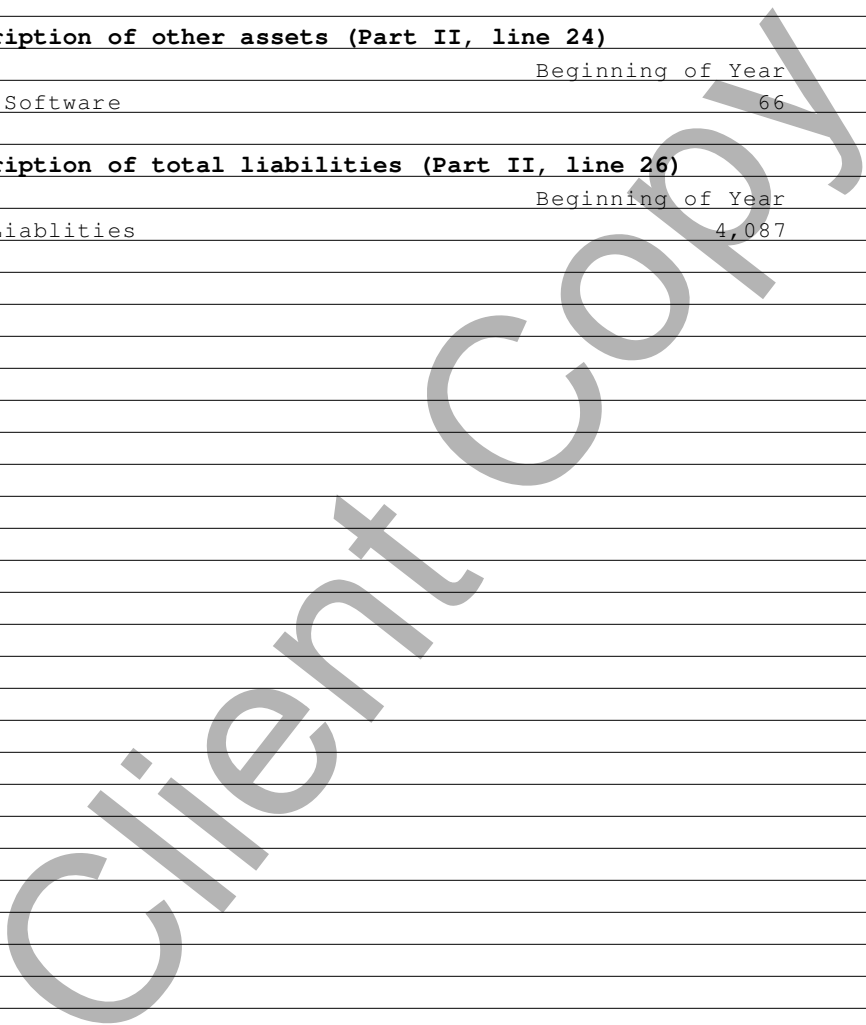 ription of other assets (Part II, line 24)
Beginning of Year
Software 66
ription of total liabilities (Part II, line 26)
Beginning of Year
iablities 4,087
Client Copy